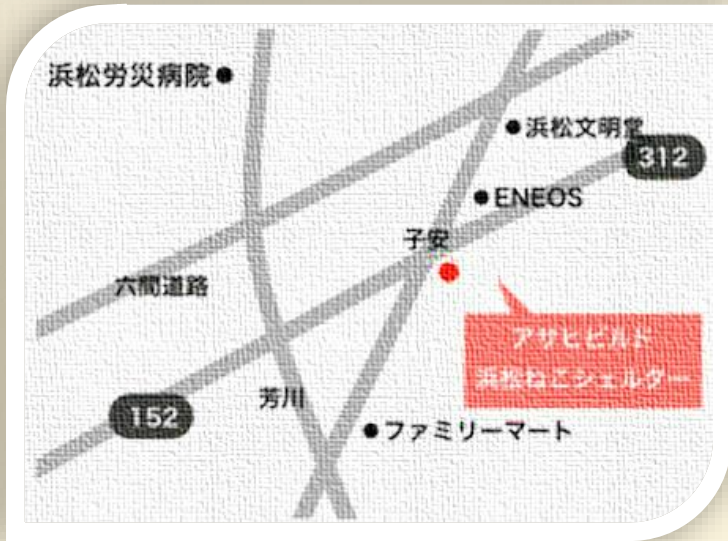 浜松労災病院
浜松文明堂
312
ENEOS
子安
六間道路
アサヒビルド
浜松ねこシェルター
芳川
152
ファミリーマート